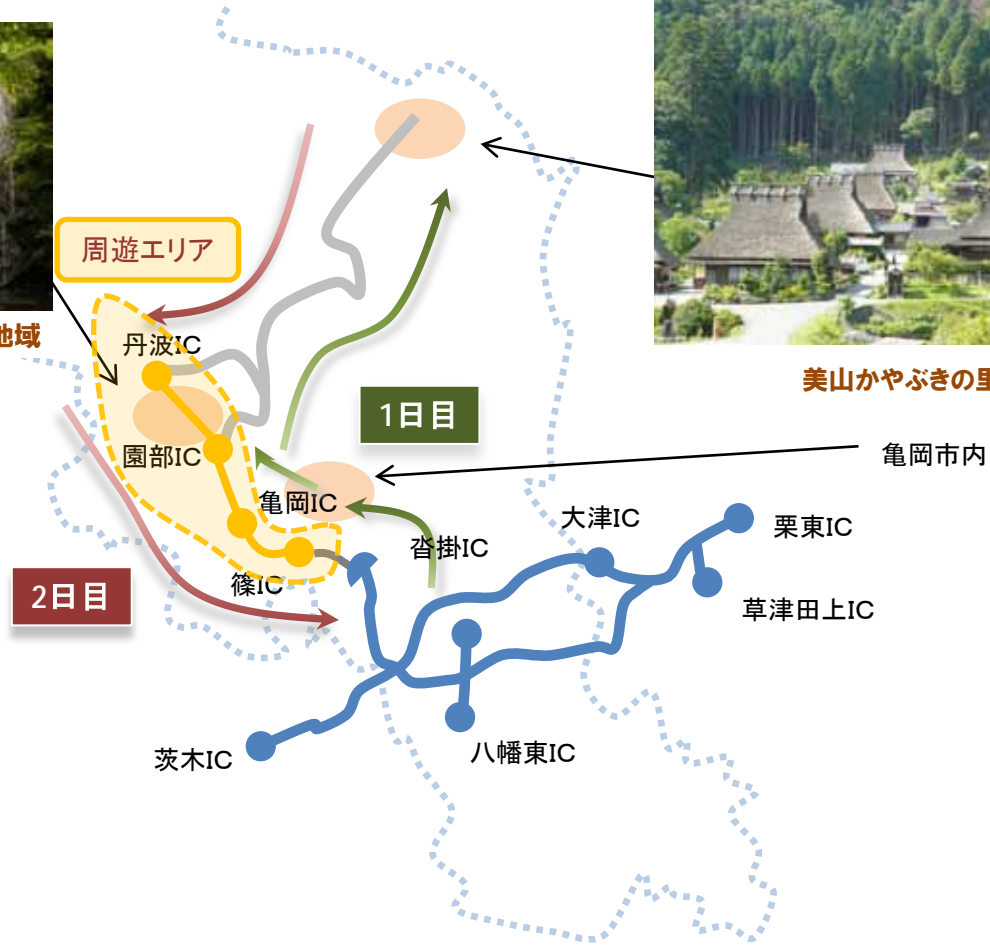 周遊エリア
地域
丹波IC
美山かやぶきの里
1日目
園部IC
亀岡市内
亀岡IC
大津IC
栗東IC
沓掛IC
篠IC
2日目
草津田上IC
八幡東IC
茨木IC